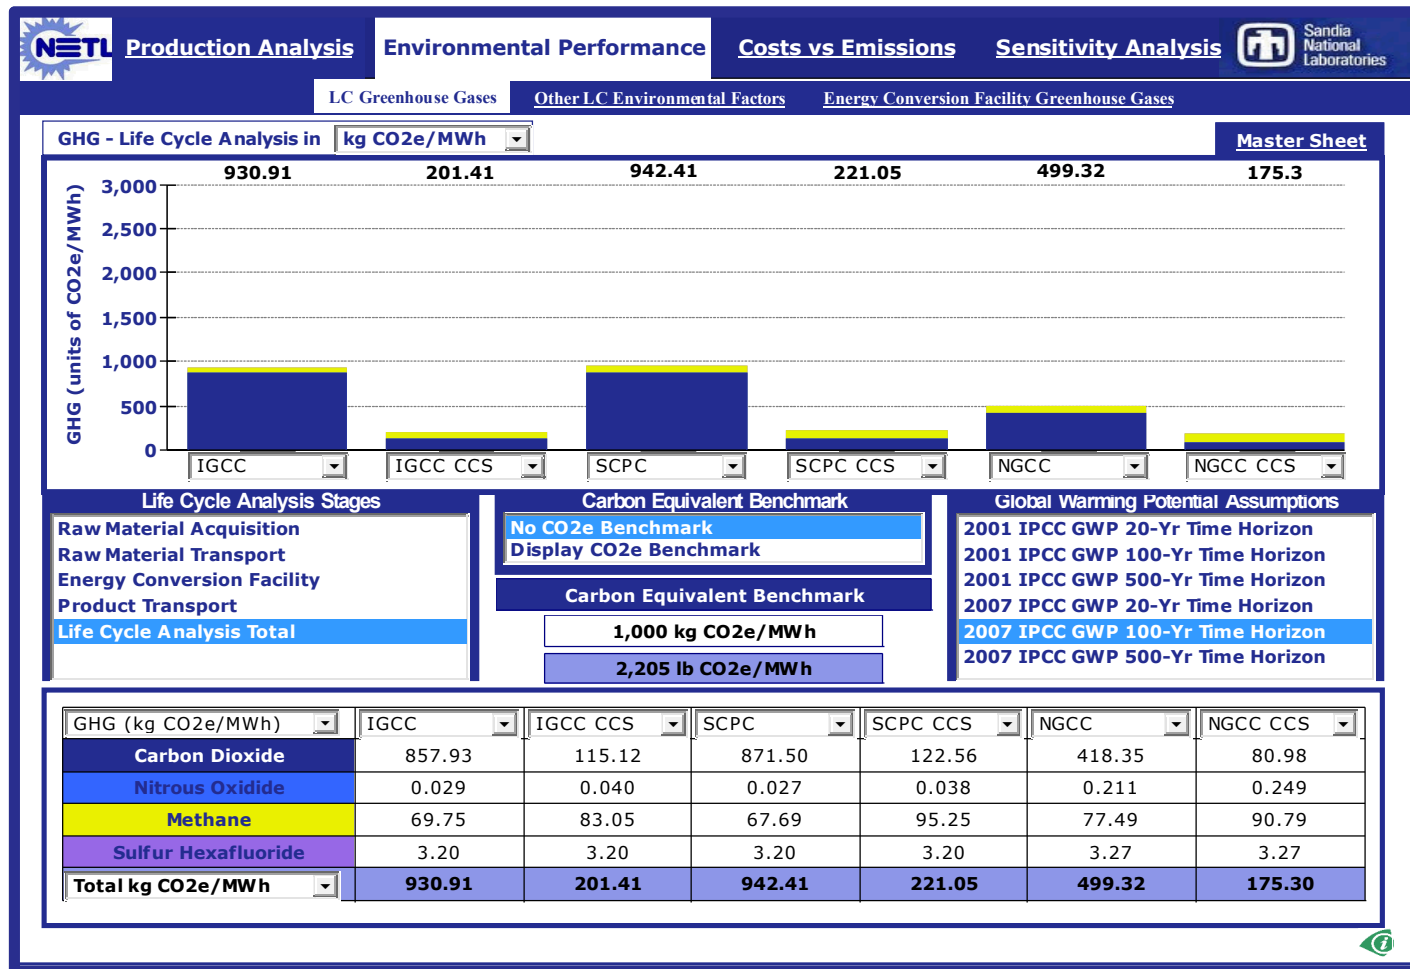 NETL Production Analysis Environmental Performance Costs vs Emissions Sensitivity Analysis
Sandia
National
Laboratories
LC Greenhouse Gases Other LC Environmental Factors Energy Conversion Facility Greenhouse Gases
GHG - Life Cycle Analysis in kg CO2e/MWh Master Sheet
930.91 201.41 942.41 221.05 499.32 175.3
GHG (units of CO2e/MWh)
3,000
2,500
2,000
1,500
1,000
500
0
IGCC IGCC CCS SCPC SCPC CCS NGCC NGCC CCS
Life Cycle Analysis Stages
Raw Material Acquisition
Raw Material Transport
Energy Conversion Facility
Product Transport
Life Cycle Analysis Total
Carbon Equivalent Benchmark
No CO2e Benchmark
Display CO2e Benchmark
Carbon Equivalent Benchmark
1,000 kg CO2e/MWh
2,205 lb CO2e/MWh
Global Warming Potential Assumptions
2001 IPCC GWP 20-Yr Time Horizon
2001 IPCC GWP 100-Yr Time Horizon
2001 IPCC GWP 500-Yr Time Horizon
2007 IPCC GWP 20-Yr Time Horizon
2007 IPCC GWP 100-Yr Time Horizon
2007 IPCC GWP 500-Yr Time Horizon
GHG (kg CO2e/MWh) IGCC IGCC CCS SCPC SCPC CCS NGCC NGCC CCS
Carbon Dioxide 857.93 115.12 871.50 122.56 418.35 80.98
Nitrous Oxidide 0.029 0.040 0.027 0.038 0.211 0.249
Methane 69.75 83.05 67.69 95.25 77.49 90.79
Sulfur Hexafluoride 3.20 3.20 3.20 3.20 3.27 3.27
Total kg CO2e/MWh 930.91 201.41 942.41 221.05 499.32 175.30
i